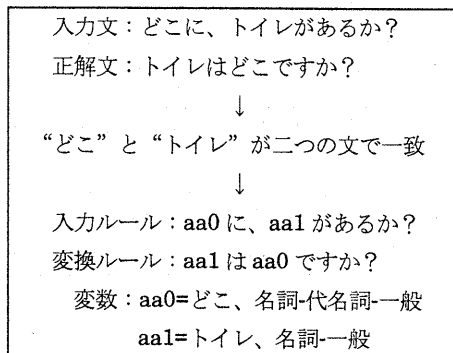 入力文：どこに、トイレがあるか？
正解文：トイレはどこですか？
↓
“どこ”と“トイレ”が二つの文で一致
↓
入力ルール：aa0に、aa1があるか？
変換ルール：aa1はaa0ですか？
変数：aa0=どこ、名詞-代名詞-一般
aa1=トイレ、名詞-一般